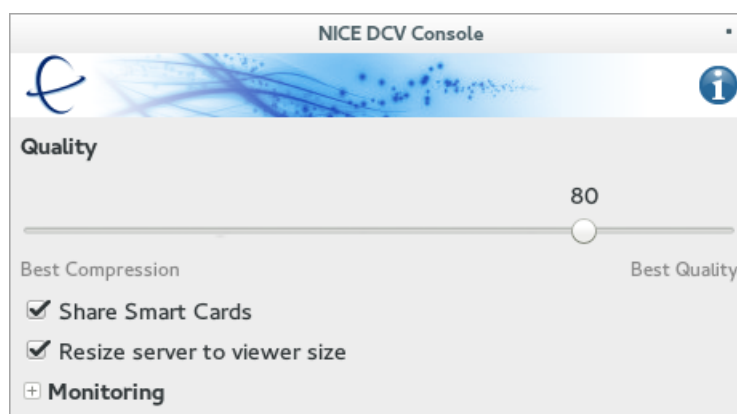 NICE DCV Console
Quality
80
Best Compression Best Quality
Share Smart Cards
Resize server to viewer size
Monitoring